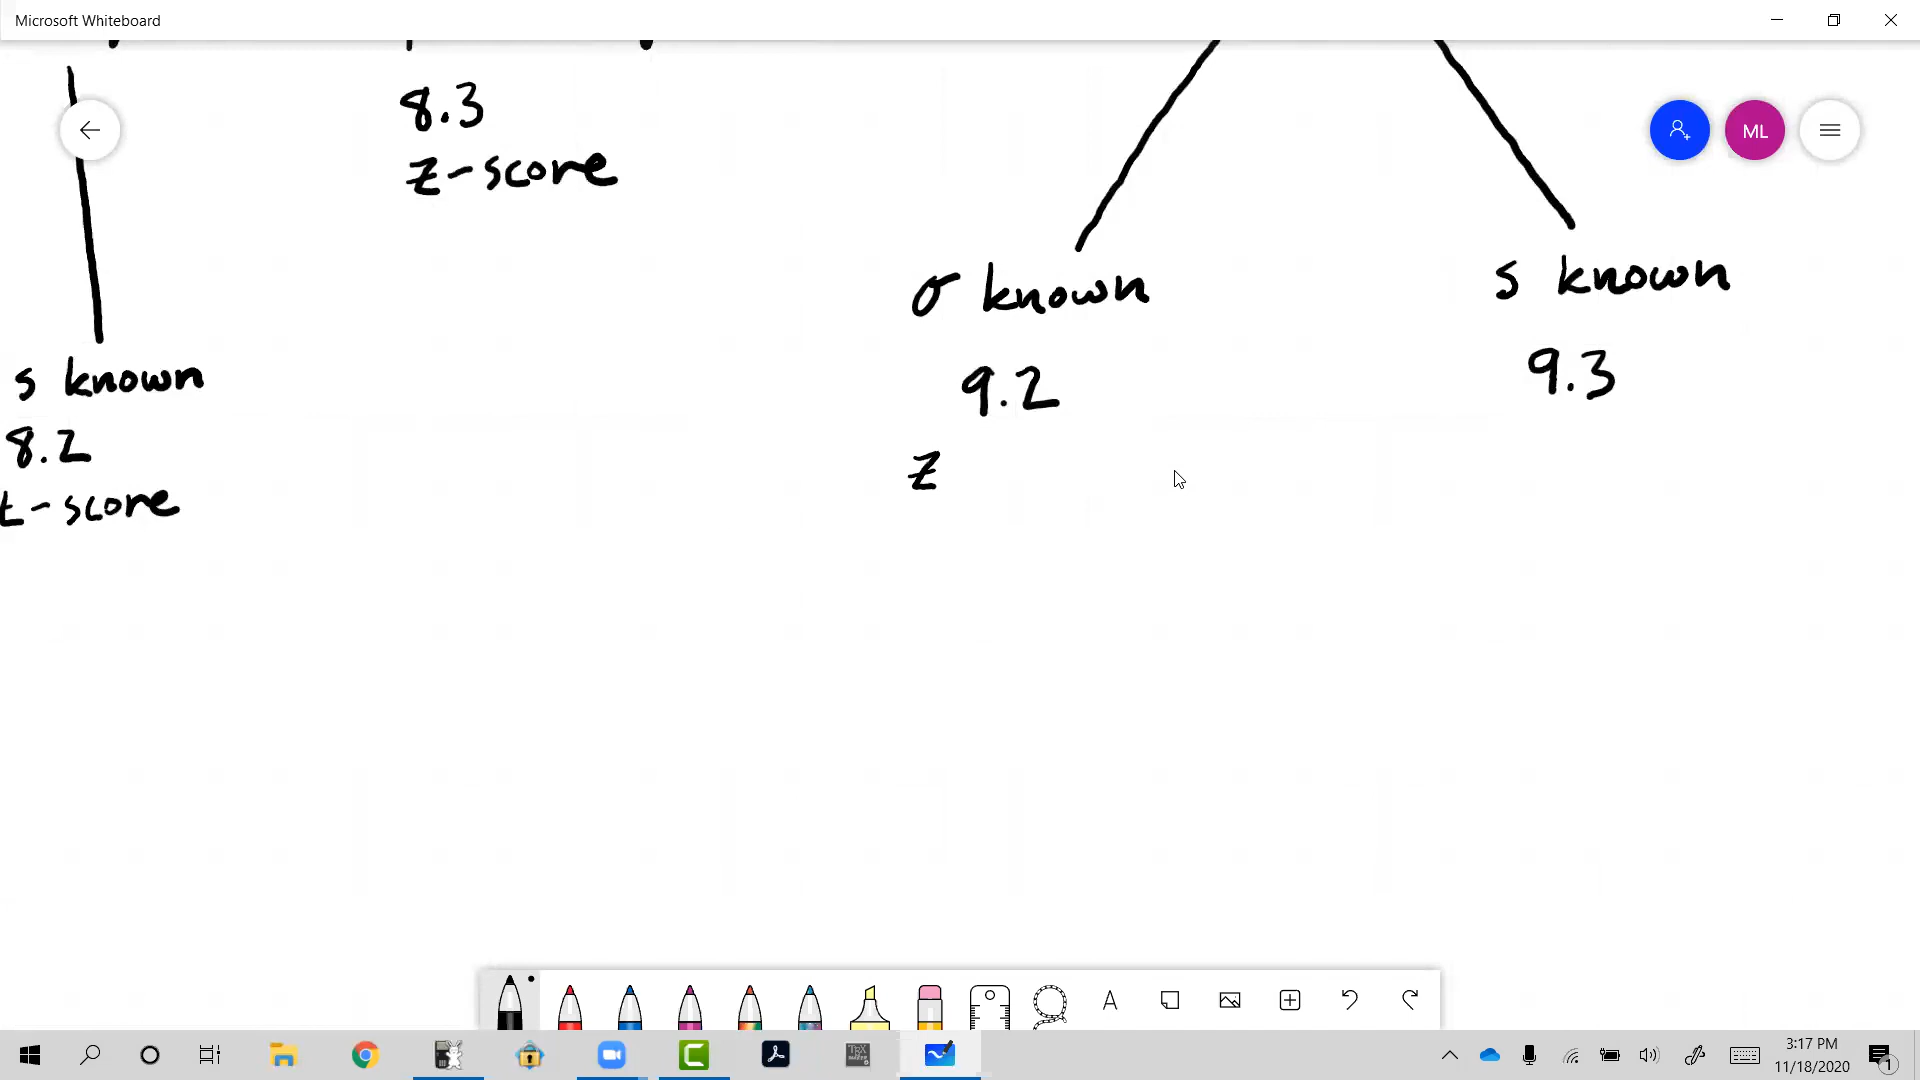 Microsoft Whiteboard
8.3
z-score
ML
σ known
s known
9.2
9.3
s known
8.2
z
t-score
A
3:17 PM
11/18/2020
1